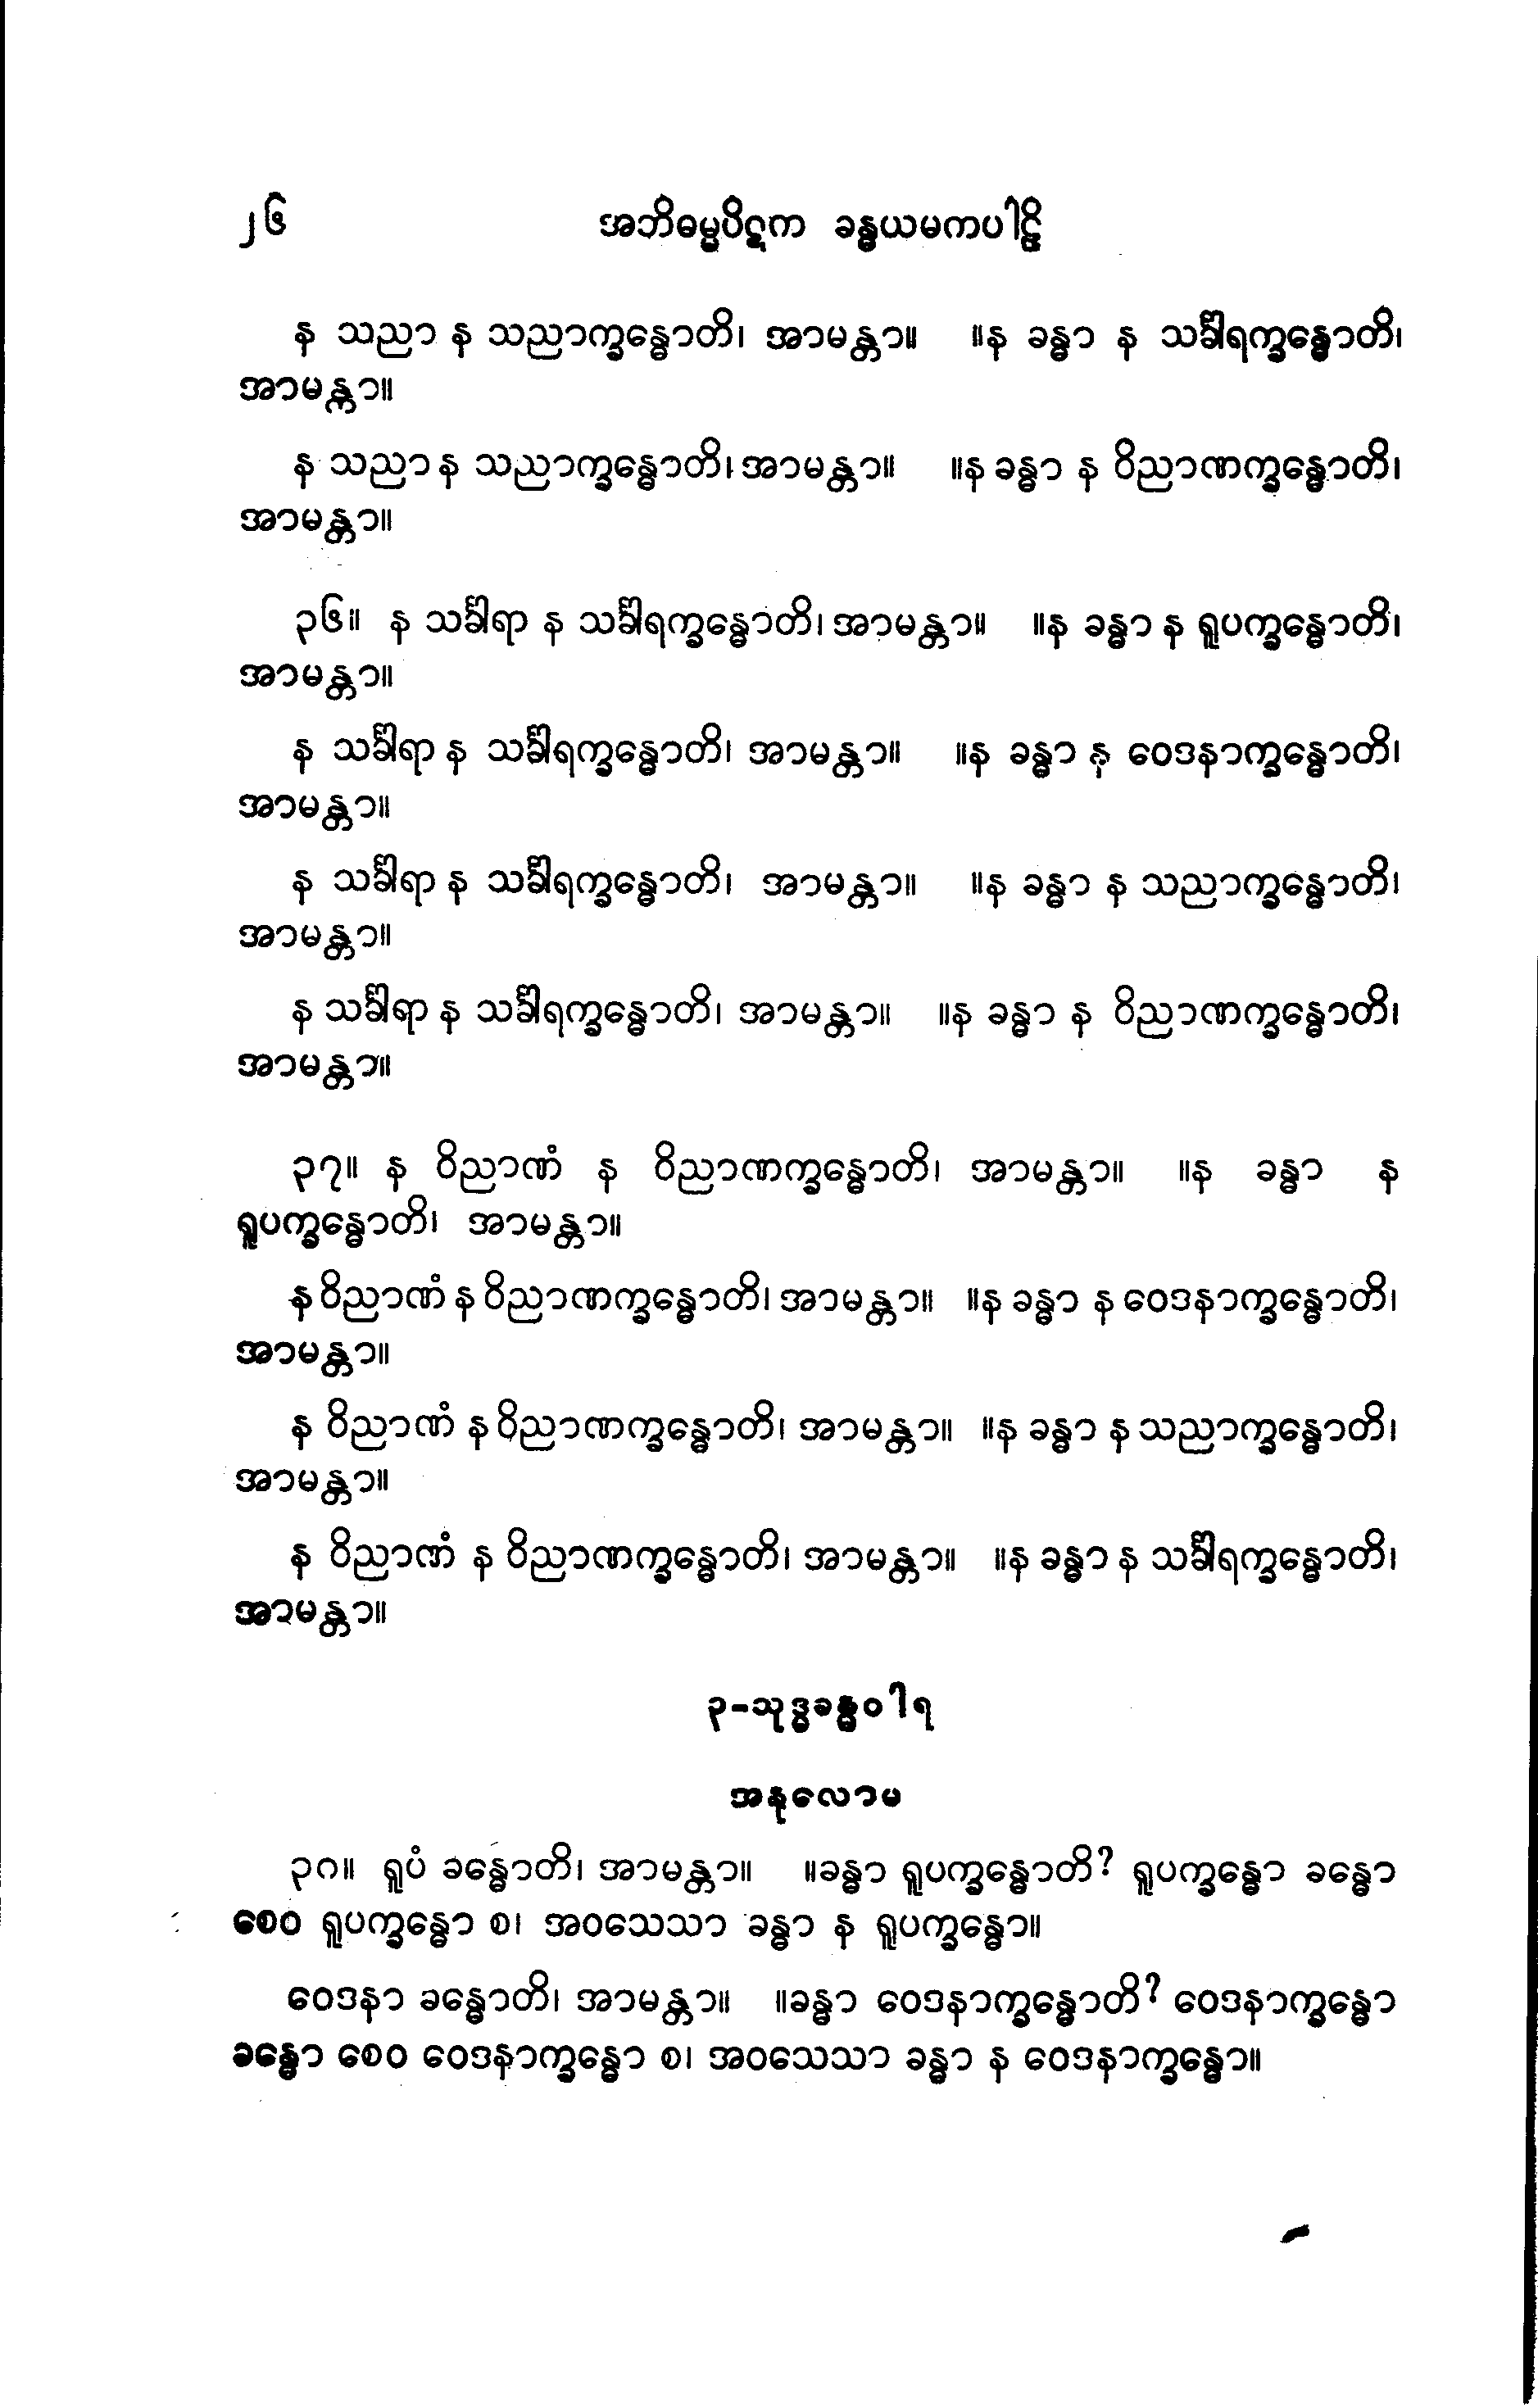 ၂၆ အဘိဓမ္မပိဋက ခန္ဓယမကပါဠိ
န သညာ န သညာက္ခန္ဓောတိ၊ အာမန္တာ။ ။န ခန္ဓာ န သင်္ခါရက္ခန္ဓောတိ၊
အာမန္တာ။
န သညာ န သညာက္ခန္ဓောတိ၊ အာမန္တာ။ ။န ခန္ဓာ န ဝိညာဏက္ခန္ဓောတိ၊
အာမန္တာ။
၃၆။ န သင်္ခါရာ န သင်္ခါရက္ခန္ဓောတိ၊ အာမန္တာ။ ။န ခန္ဓာ န ရူပက္ခန္ဓောတိ၊
အာမန္တာ။
န သင်္ခါရာ န သင်္ခါရက္ခန္ဓောတိ၊ အာမန္တာ။ ။န ခန္ဓာ န ဝေဒနာက္ခန္ဓောတိ၊
အာမန္တာ။
န သင်္ခါရာ န သင်္ခါရက္ခန္ဓောတိ၊ အာမန္တာ။ ။န ခန္ဓာ န သညာက္ခန္ဓောတိ၊
အာမန္တာ။
န သင်္ခါရာ န သင်္ခါရက္ခန္ဓောတိ၊ အာမန္တာ။ ။န ခန္ဓာ န ဝိညာဏက္ခန္ဓောတိ၊
အာမန္တာ။
၃၇။ န ဝိညာဏံ န ဝိညာဏက္ခန္ဓောတိ၊ အာမန္တာ။ ။န ခန္ဓာ န
ရူပက္ခန္ဓောတိ၊ အာမန္တာ။
န ဝိညာဏံ န ဝိညာဏက္ခန္ဓောတိ၊ အာမန္တာ။ ။န ခန္ဓာ န ဝေဒနာက္ခန္ဓောတိ၊
အာမန္တာ။
န ဝိညာဏံ န ဝိညာဏက္ခန္ဓောတိ၊ အာမန္တာ။ ။န ခန္ဓာ န သညာက္ခန္ဓောတိ၊
အာမန္တာ။
န ဝိညာဏံ န ဝိညာဏက္ခန္ဓောတိ၊ အာမန္တာ။ ။န ခန္ဓာ န သင်္ခါရက္ခန္ဓောတိ၊
အာမန္တာ။
၃-သုဒ္ဓခန္ဓဝါရ
အနုလောမ
၃၈။ ရူပံ ခန္ဓောတိ၊ အာမန္တာ။ ။ခန္ဓာ ရူပက္ခန္ဓောတိ? ရူပက္ခန္ဓော ခန္ဓော
စေဝ ရူပက္ခန္ဓော စ၊ အဝသေသာ ခန္ဓာ န ရူပက္ခန္ဓော။
ဝေဒနာ ခန္ဓောတိ၊ အာမန္တာ။ ။ခန္ဓာ ဝေဒနာက္ခန္ဓောတိ? ဝေဒနာက္ခန္ဓော
ခန္ဓော စေဝ ဝေဒနာက္ခန္ဓော စ၊ အဝသေသာ ခန္ဓာ န ဝေဒနာက္ခန္ဓော။